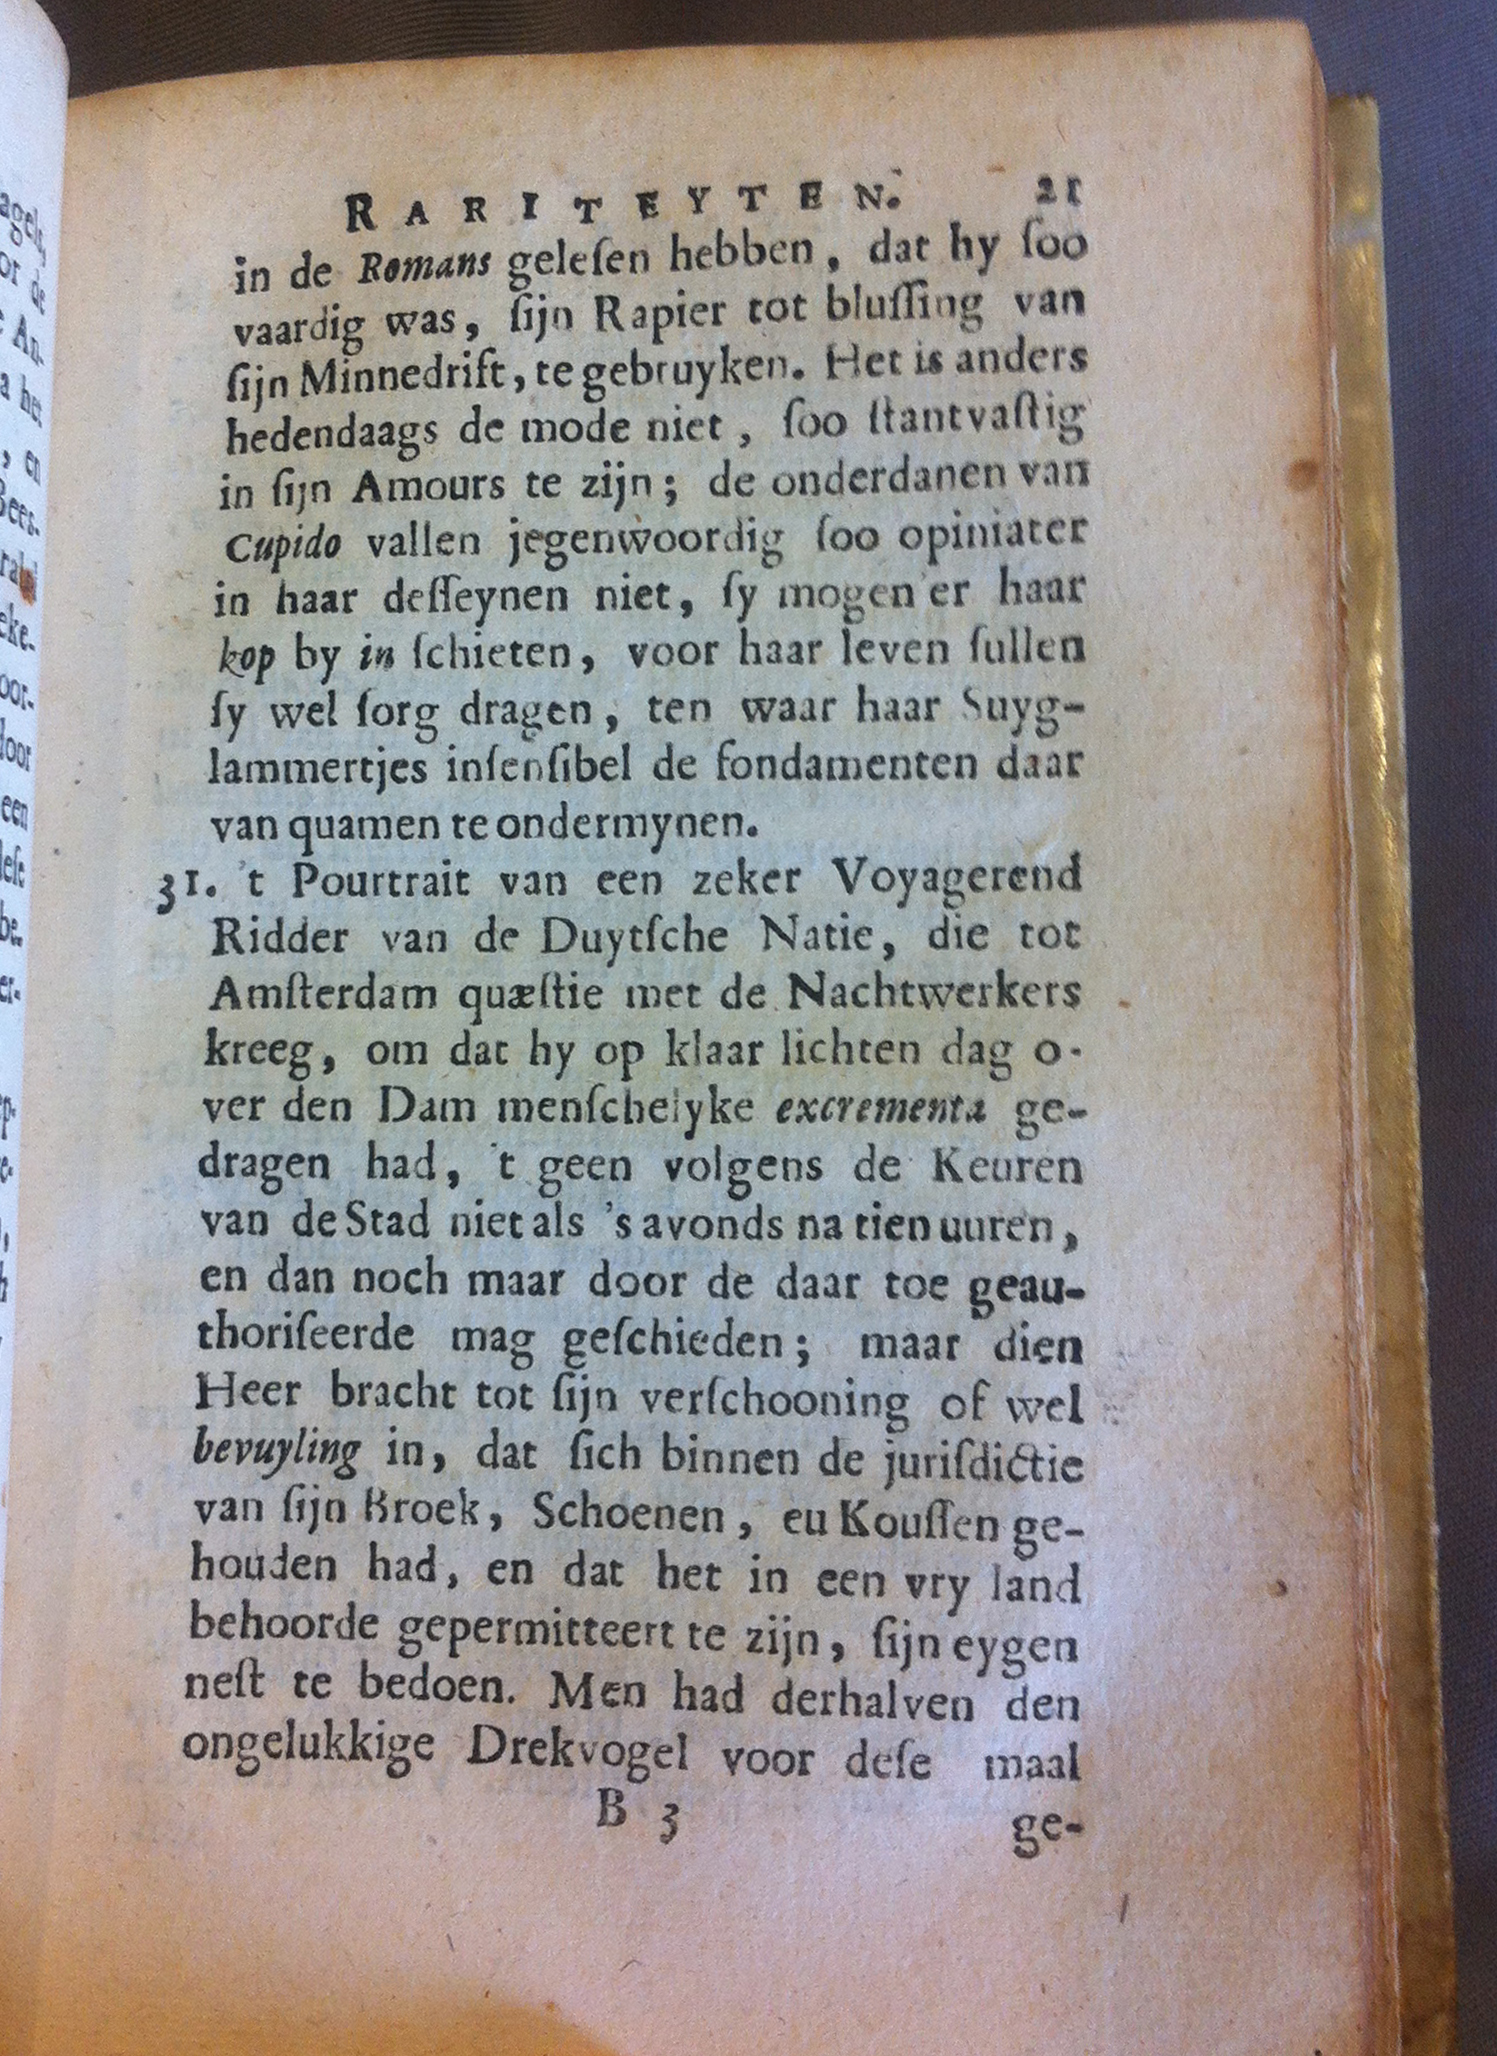 RARITEYTEN. 21
in de Romans geleſen hebben, dat hy ſoo
vaardig was, ſijn Rapier tot bluſſing van
ſijn Minnedrift, te gebruyken. Het is anders
hedendaags de mode niet, ſoo ſtantvaſtig
in ſijn Amours te zijn; de onderdanen van
Cupido vallen jegenwoordig ſoo opiniater
in haar deſſeynen niet, ſy mogen er haar
kop by in ſchieten, voor haar leven ſullen
ſy wel ſorg dragen, ten waar haar Suyg-
lammertjes inſenſibel de fondamenten daar
van quamen te ondermynen.
31. 't Pourtrait van een zeker Voyagerend
Ridder van de Duytſche Natie, die tot
Amſterdam quæſtie met de Nachtwerkers
kreeg, om dat hy op klaar lichten dag o-
ver den Dam menſchelyke excrementa ge-
dragen had, 't geen volgens de Keuren
van de Stad niet als 's avonds na tien uuren,
en dan noch maar door de daar toe geau-
thoriſeerde mag geſchieden; maar dien
Heer bracht tot ſijn verſchooning of wel
bevuyling in, dat ſich binnen de jurisdictie
van ſijn Broek, Schoenen, eu Kouſſen ge-
houden had, en dat het in een vry land
behoorde gepermitteert te zijn, ſijn eygen
neſt te bedoen. Men had derhalven den
ongelukkige Drekvogel voor deſe maal
B 3 ge-